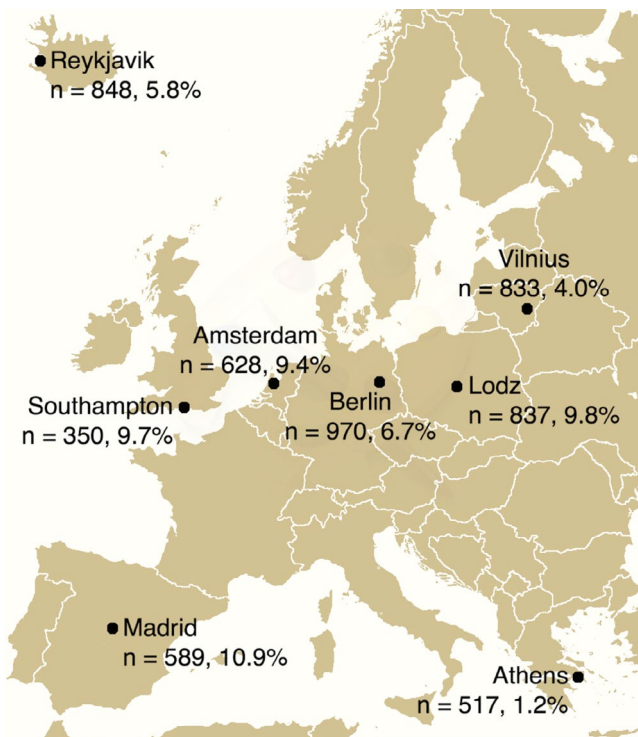 Reykjavik
n = 848, 5.8%
Vilnius
n = 833, 4.0%
Amsterdam
n = 628, 9.4%
Southampton
n = 350, 9.7%
Berlin
n = 970, 6.7%
Lodz
n = 837, 9.8%
Madrid
n = 589, 10.9%
Athens
n = 517, 1.2%